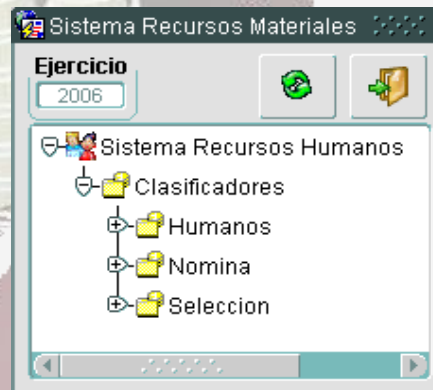 Sistema Recursos Materiales
Ejercicio
2006
Sistema Recursos Humanos
Clasificadores
Humanos
Nomina
Seleccion